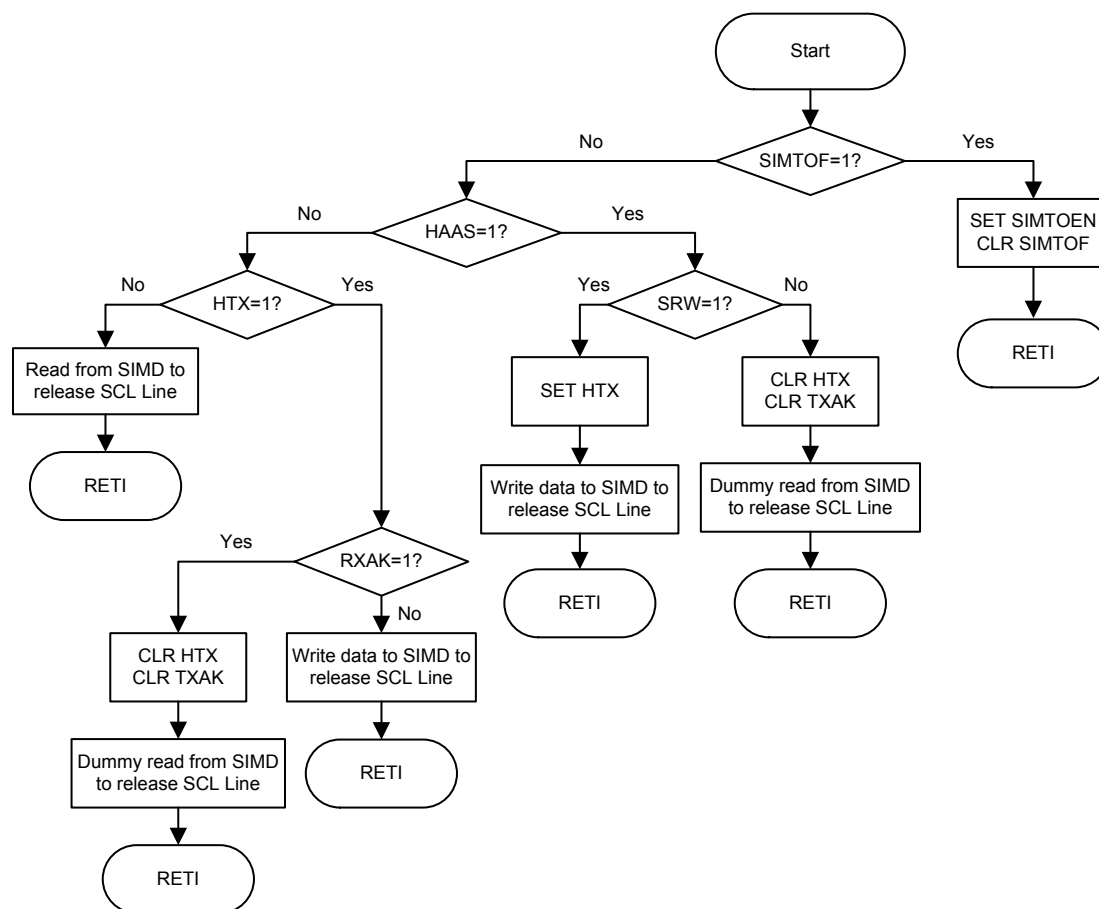 Start
No
SIMTOF=1?
Yes
No
HAAS=1?
Yes
SET SIMTOEN
CLR SIMTOF
No
HTX=1?
Yes
Yes
SRW=1?
No
RETI
Read from SIMD to
release SCL Line
SET HTX
CLR HTX
CLR TXAK
RETI
Write data to SIMD to
release SCL Line
Dummy read from SIMD
to release SCL Line
Yes
RXAK=1?
No
RETI
RETI
CLR HTX
CLR TXAK
Write data to SIMD to
release SCL Line
Dummy read from SIMD
to release SCL Line
RETI
RETI